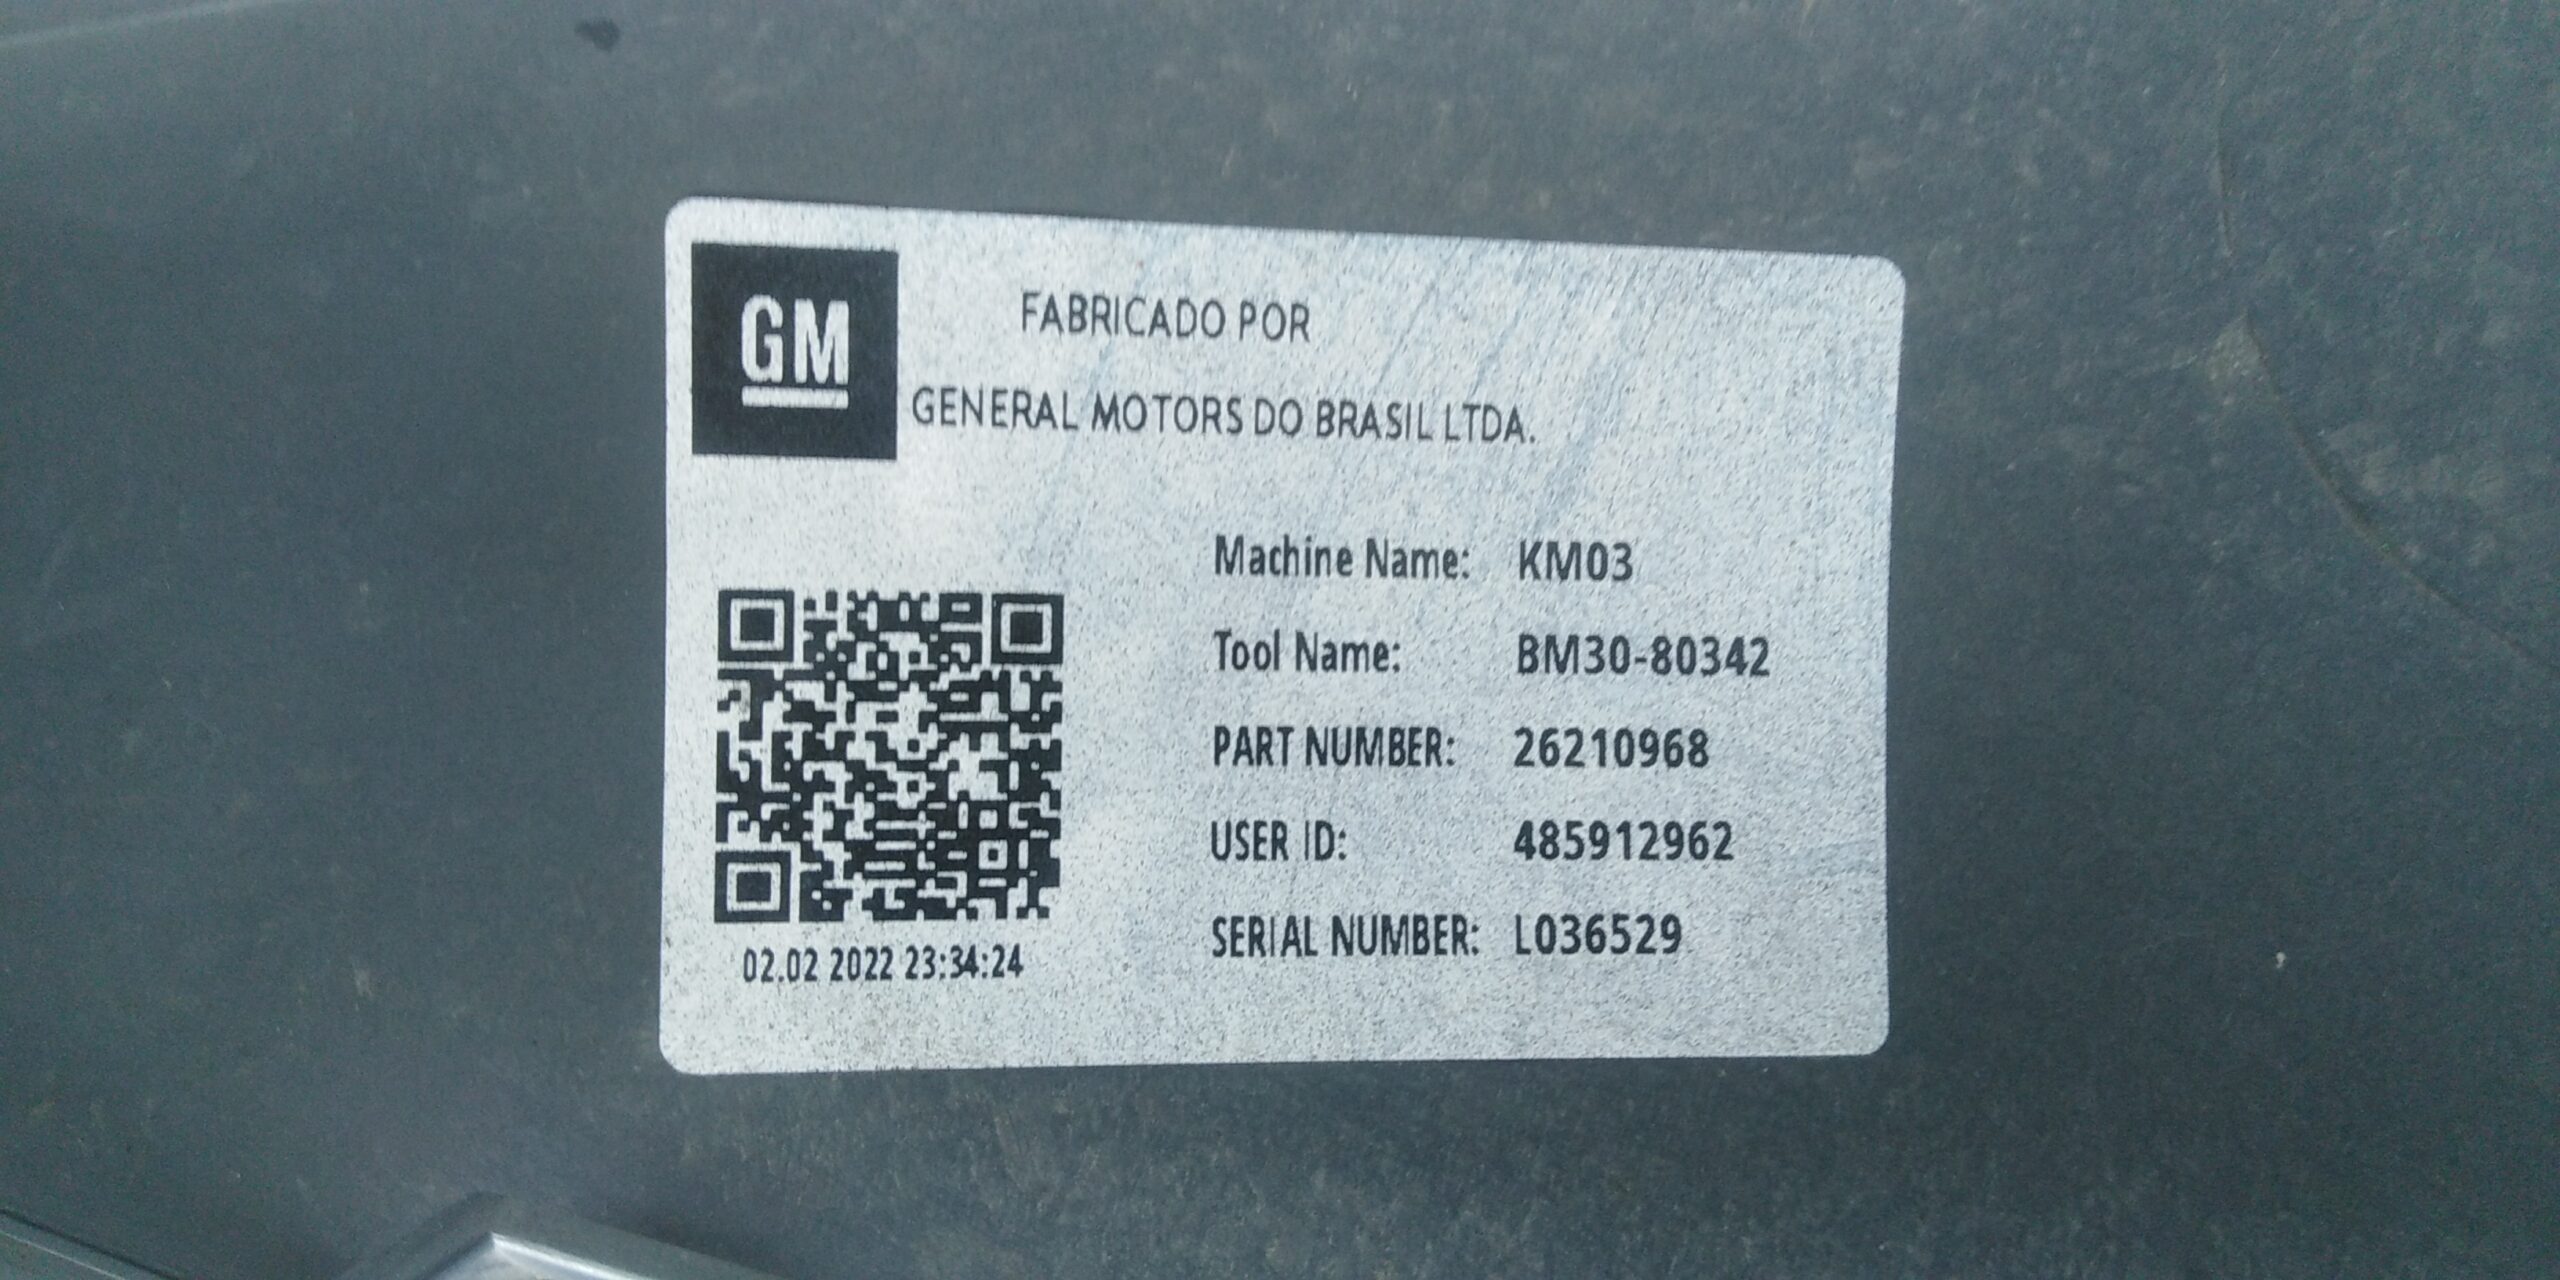 GM
FABRICADO POR
GENERAL MOTORS DO BRASIL LTDA.
Machine Name: KM03
Tool Name: BM30-80342
PART NUMBER: 26210968
USER ID: 485912962
SERIAL NUMBER: L036529
02.02 2022 23:34:24